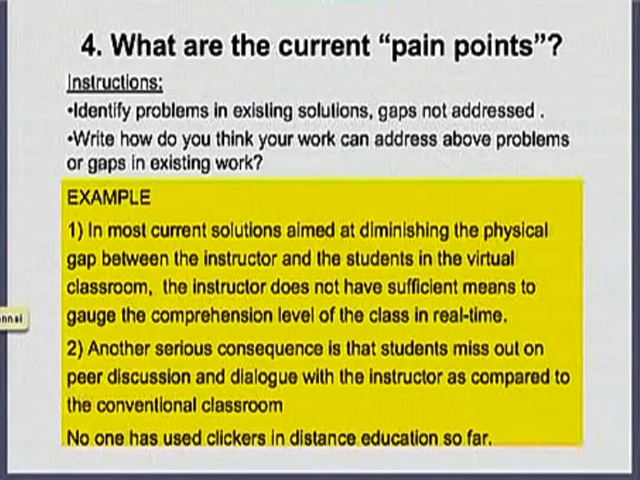 4. What are the current “pain points”?
Instructions:
•Identify problems in existing solutions, gaps not addressed .
•Write how do you think your work can address above problems
or gaps in existing work?
EXAMPLE
1) In most current solutions aimed at diminishing the physical
gap between the instructor and the students in the virtual
classroom, the instructor does not have sufficient means to
gauge the comprehension level of the class in real-time.
2) Another serious consequence is that students miss out on
peer discussion and dialogue with the instructor as compared to
the conventional classroom
No one has used clickers in distance education so far.